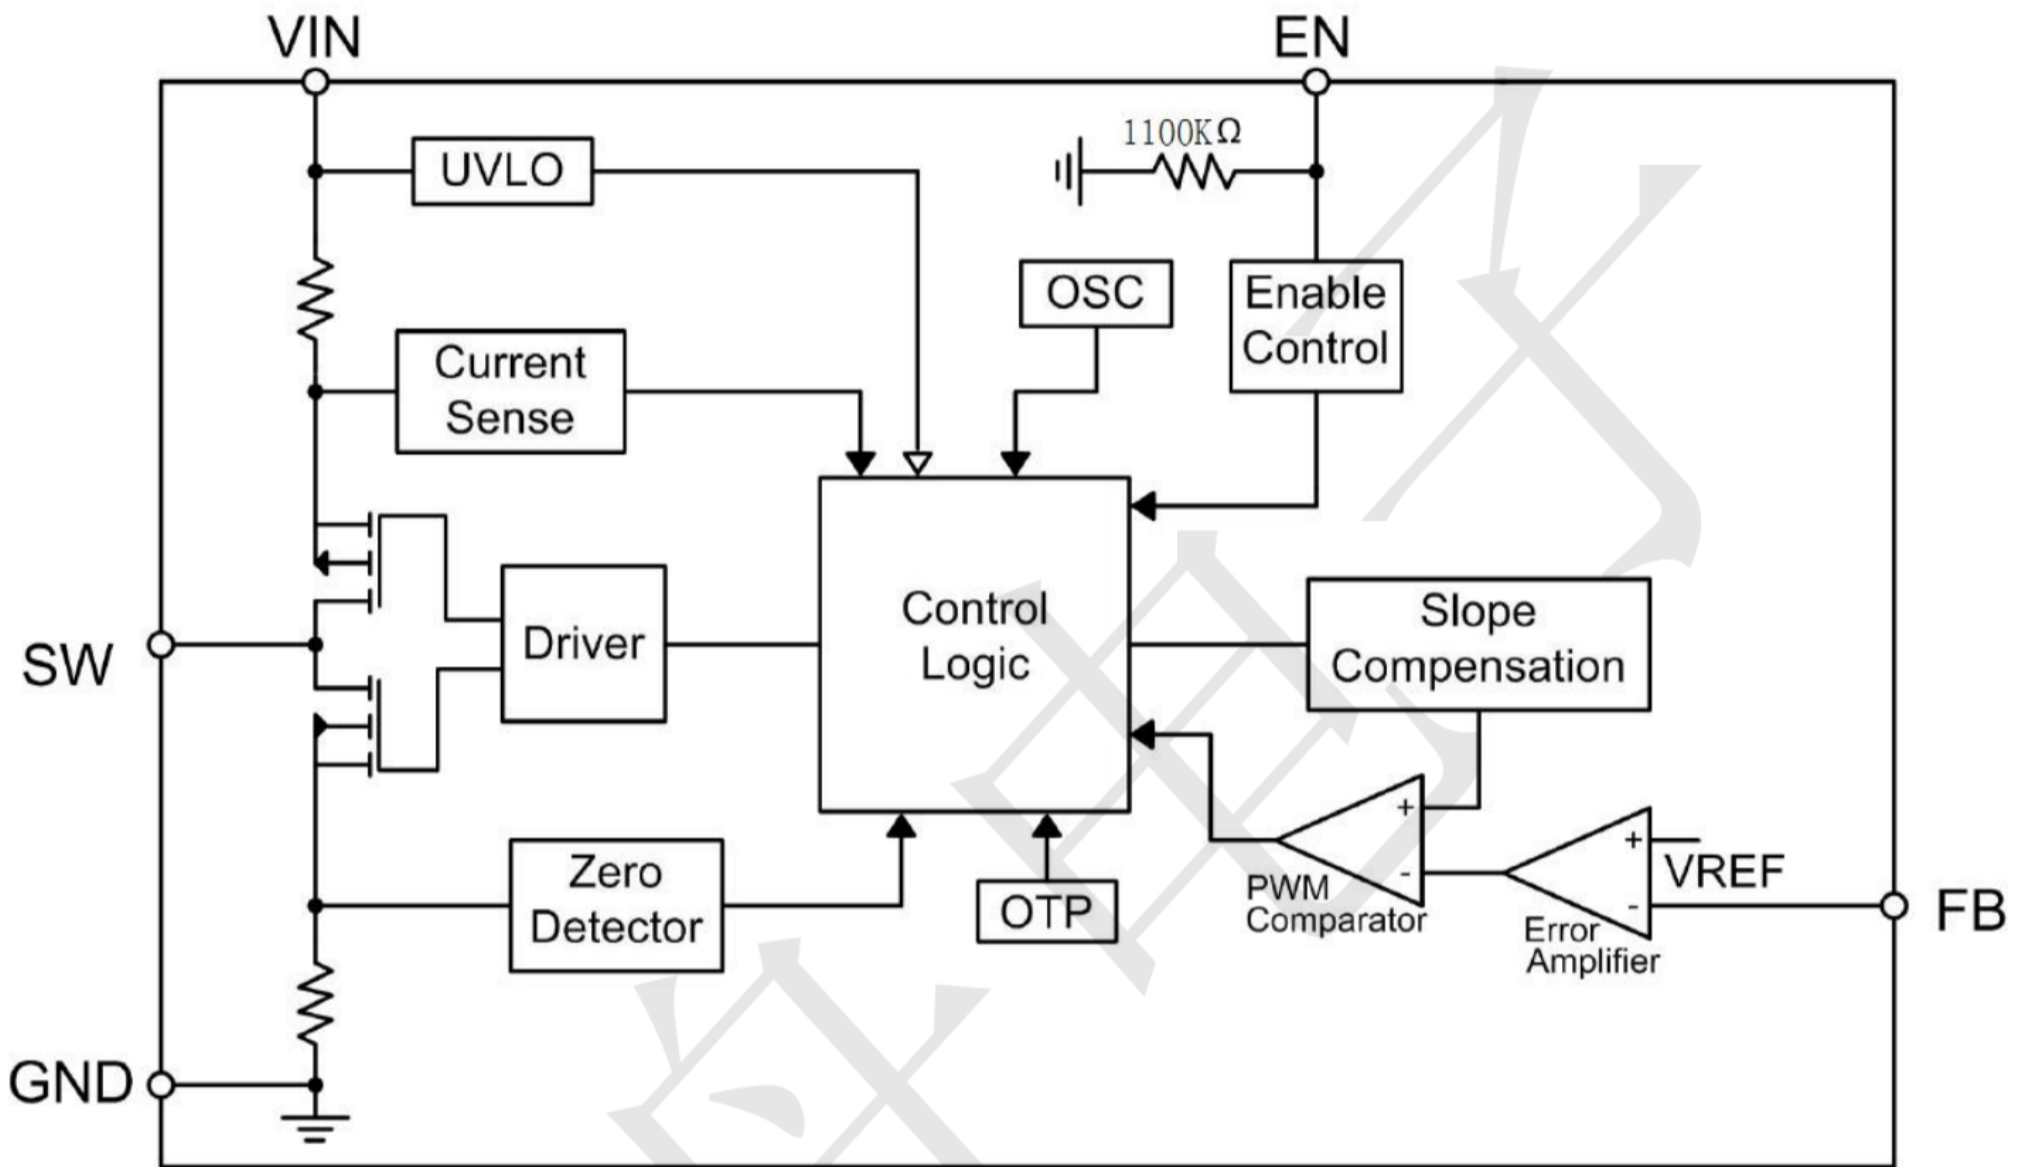 VIN
EN
1100KΩ
UVLO
OSC
Enable
Control
Current
Sense
SW
Driver
Control
Logic
Slope
Compensation
+
-
PWM
Comparator
+
VREF
-
Error
Amplifier
FB
Zero
Detector
OTP
GND